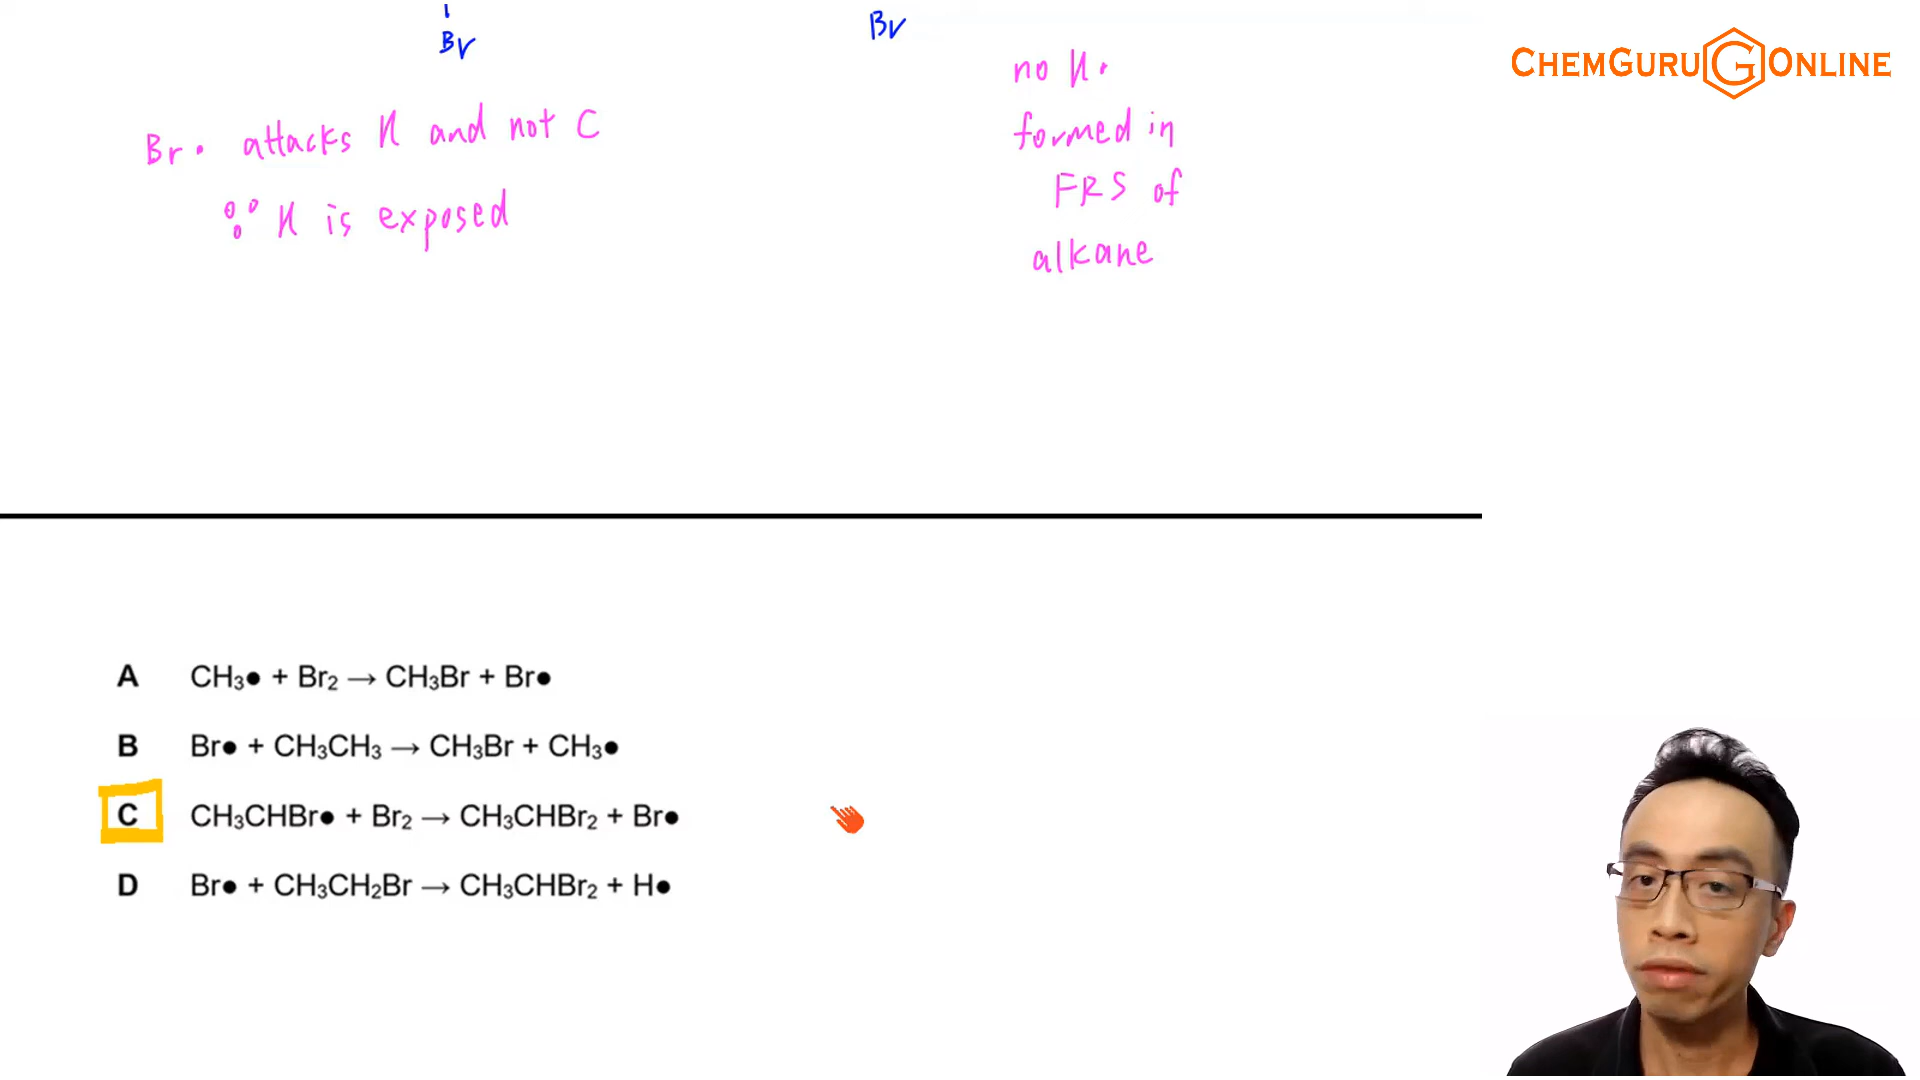 Br
Br
CHEMGURU G ONLINE
no H•
formed in
FRS of
alkane
Br• attacks H and not C
∵ H is exposed
A CH₃● + Br₂ → CH₃Br + Br●
B Br● + CH₃CH₃ → CH₃Br + CH₃●
C CH₃CHBr● + Br₂ → CH₃CHBr₂ + Br●
D Br● + CH₃CH₂Br → CH₃CHBr₂ + H●